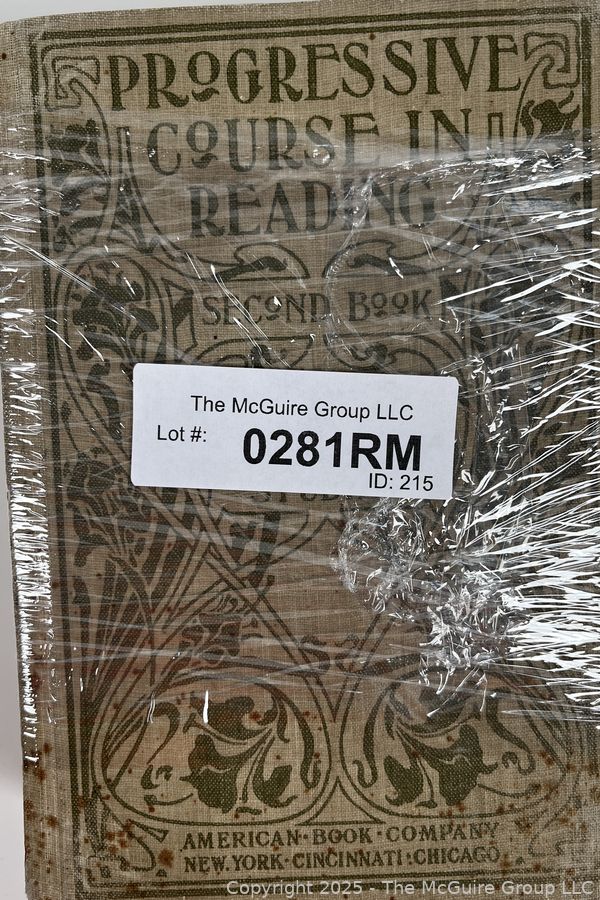 PROGRESSIVE
COURSE IN
READING
SECOND BOOK
The McGuire Group LLC
Lot #: 0281RM
ID: 215
AMERICAN·BOOK·COMPANY
NEW.YORK·CINCINNATI·CHICAGO
Copyright 2025 - The McGuire Group LLC